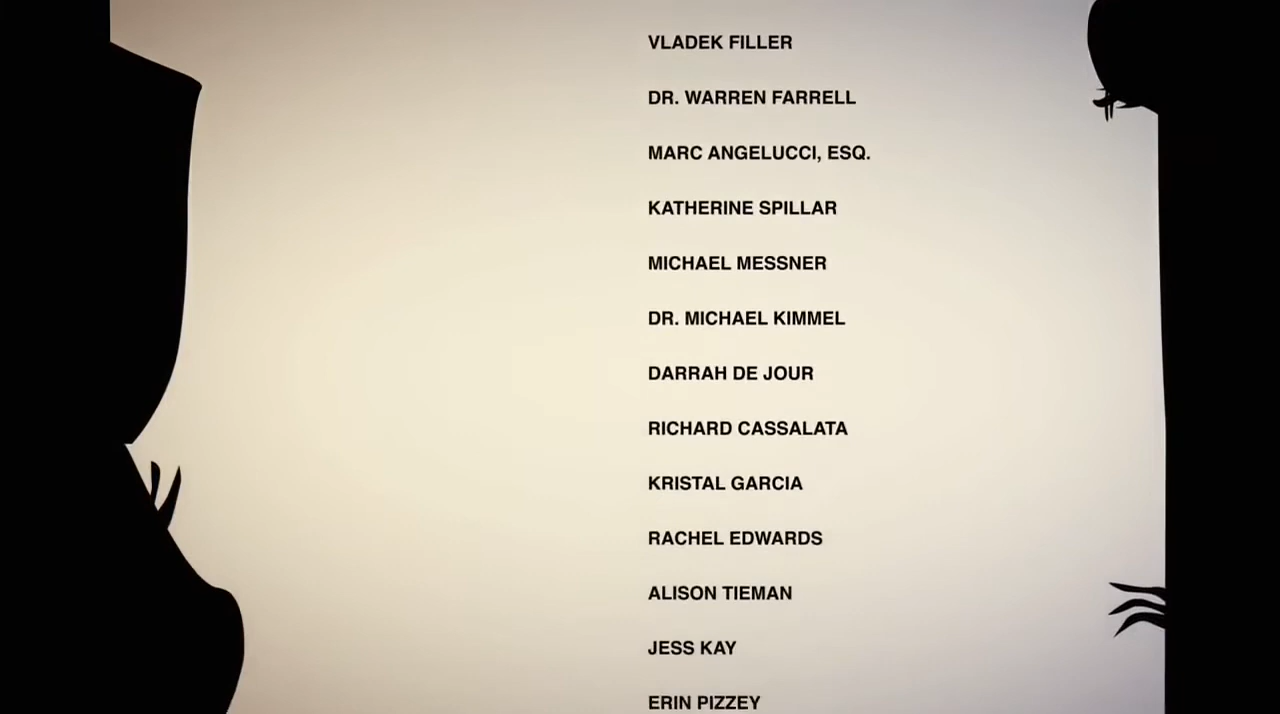 VLADEK FILLER
DR. WARREN FARRELL
MARC ANGELUCCI, ESQ.
KATHERINE SPILLAR
MICHAEL MESSNER
DR. MICHAEL KIMMEL
DARRAH DE JOUR
RICHARD CASSALATA
KRISTAL GARCIA
RACHEL EDWARDS
ALISON TIEMAN
JESS KAY
ERIN PIZZEY